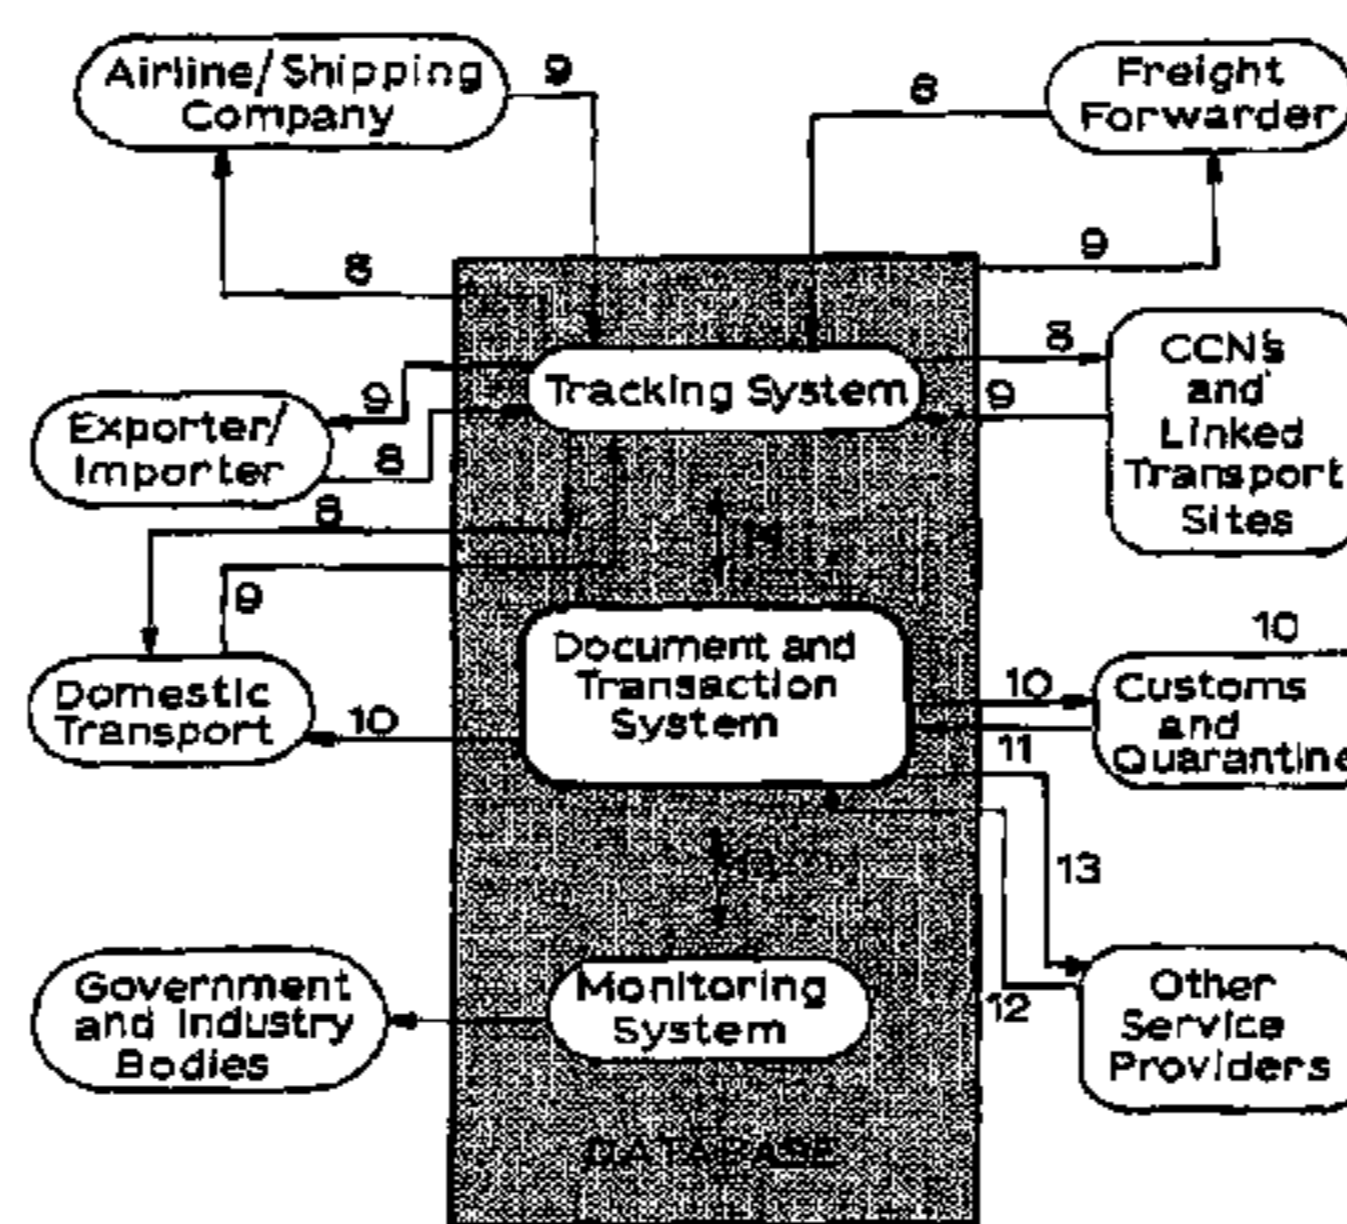 Airline/Shipping
Company
9
8
Freight
Forwarder
8
9
Tracking System
Exporter/
Importer
9
8
8
9
CCN's
and
Linked
Transport
Sites
8
9
Document and
Transaction
System
Domestic
Transport
10
10
10
Customs
and
Quarantine
11
13
12
Government
and Industry
Bodies
Monitoring
System
Other
Service
Providers
DATABASE